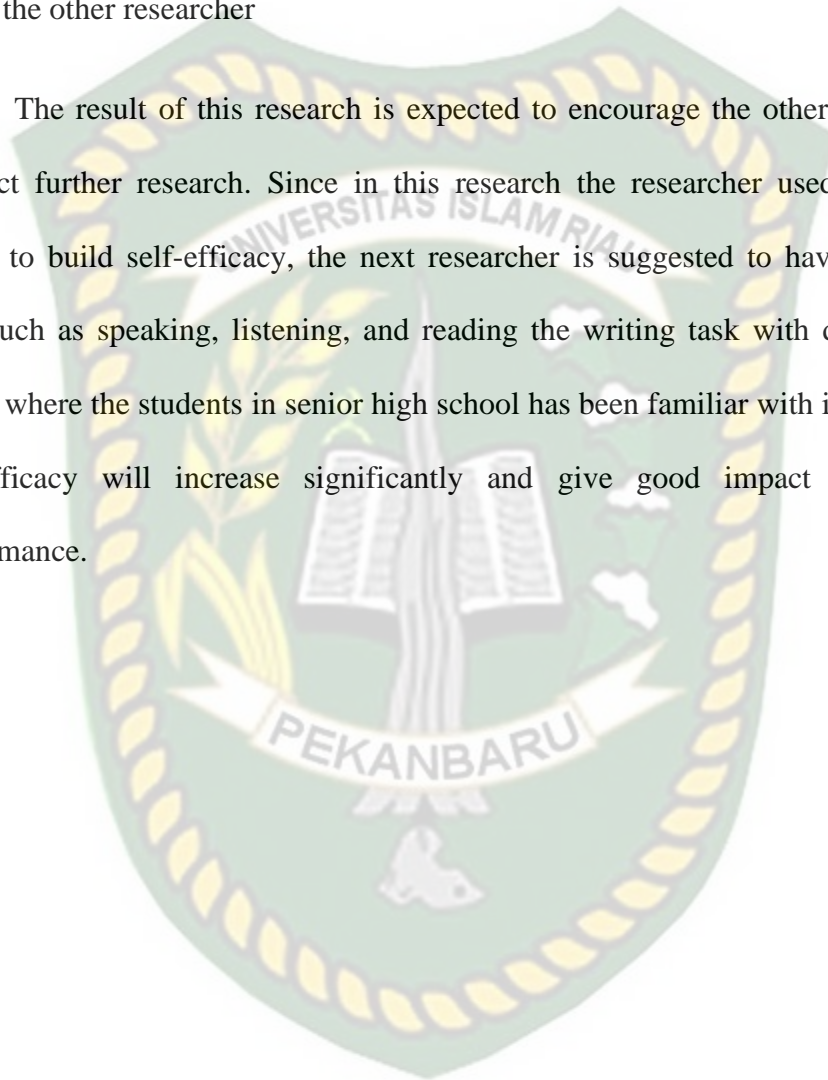 the other researcher
The result of this research is expected to encourage the other
ct further research. Since in this research the researcher used
UNIVERSITAS ISLAM RIAU
to build self-efficacy, the next researcher is suggested to hav
uch as speaking, listening, and reading the writing task with
where the students in senior high school has been familiar with i
fficacy will increase significantly and give good impact
mance.
PEKANBARU